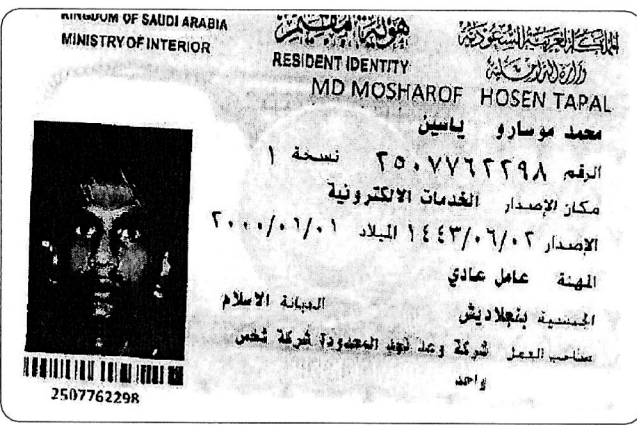 KINGDOM OF SAUDI ARABIA
MINISTRY OF INTERIOR
هوية مقيم
RESIDENT IDENTITY
المملكة العربية السعودية
وزارة الداخلية
MD MOSHAROF HOSEN TAPAL
محمد موسارو ياسين
الرقم ٢٥٠٧٧٦٢٢٩٨ نسخة ١
مكان الإصدار الخدمات الالكترونية
الإصدار ١٤٤٣/٠٦/٠٢ الميلاد ٢٠٠٠/٠١/٠١
المهنة عامل عادي
الجنسية بنجلاديش الديانة الاسلام
صاحب العمل شركة وعد نجد المحدودة شركة شخص
واحد
2507762298